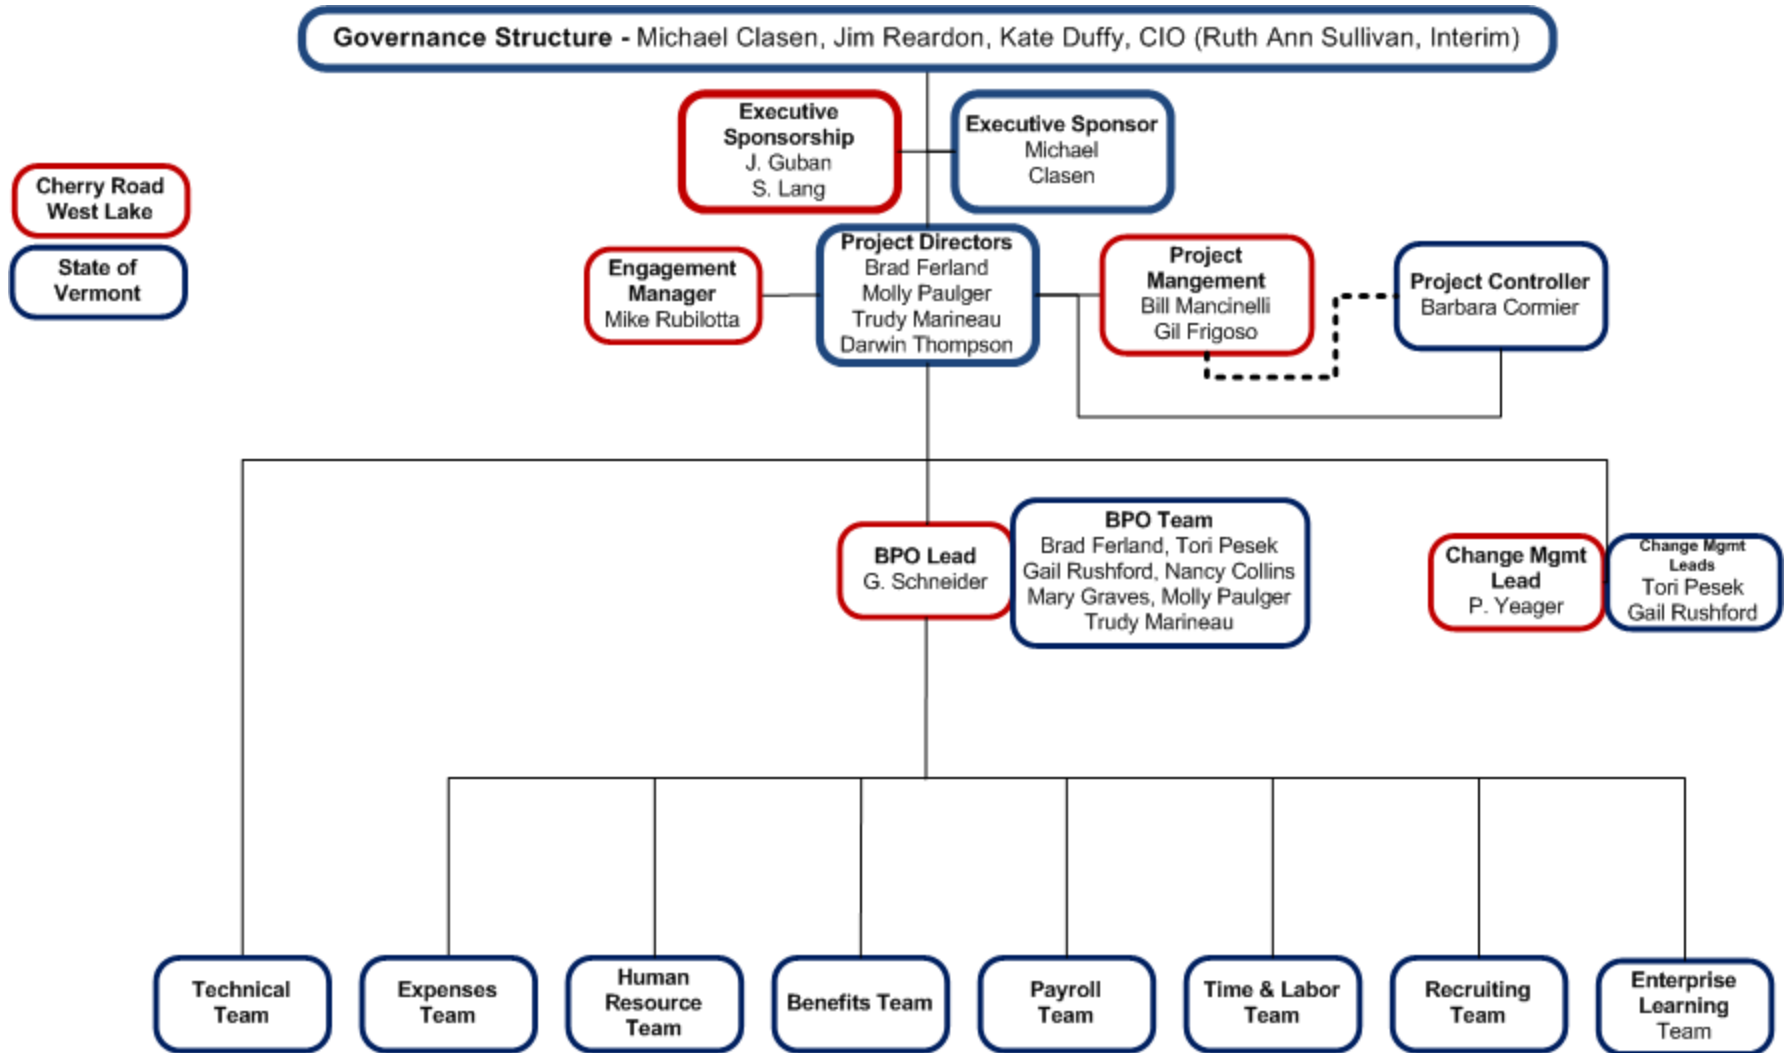 Governance Structure - Michael Clasen, Jim Reardon, Kate Duffy, CIO (Ruth Ann Sullivan, Interim)
Executive
Sponsorship
J. Guban
S. Lang
Executive Sponsor
Michael
Clasen
Cherry Road
West Lake
State of
Vermont
Engagement
Manager
Mike Rubilotta
Project Directors
Brad Ferland
Molly Paulger
Trudy Marineau
Darwin Thompson
Project
Mangement
Bill Mancinelli
Gil Frigoso
Project Controller
Barbara Cormier
BPO Lead
G. Schneider
BPO Team
Brad Ferland, Tori Pesek
Gail Rushford, Nancy Collins
Mary Graves, Molly Paulger
Trudy Marineau
Change Mgmt
Lead
P. Yeager
Change Mgmt
Leads
Tori Pesek
Gail Rushford
Technical
Team
Expenses
Team
Human
Resource
Team
Benefits Team
Payroll
Team
Time & Labor
Team
Recruiting
Team
Enterprise
Learning
Team